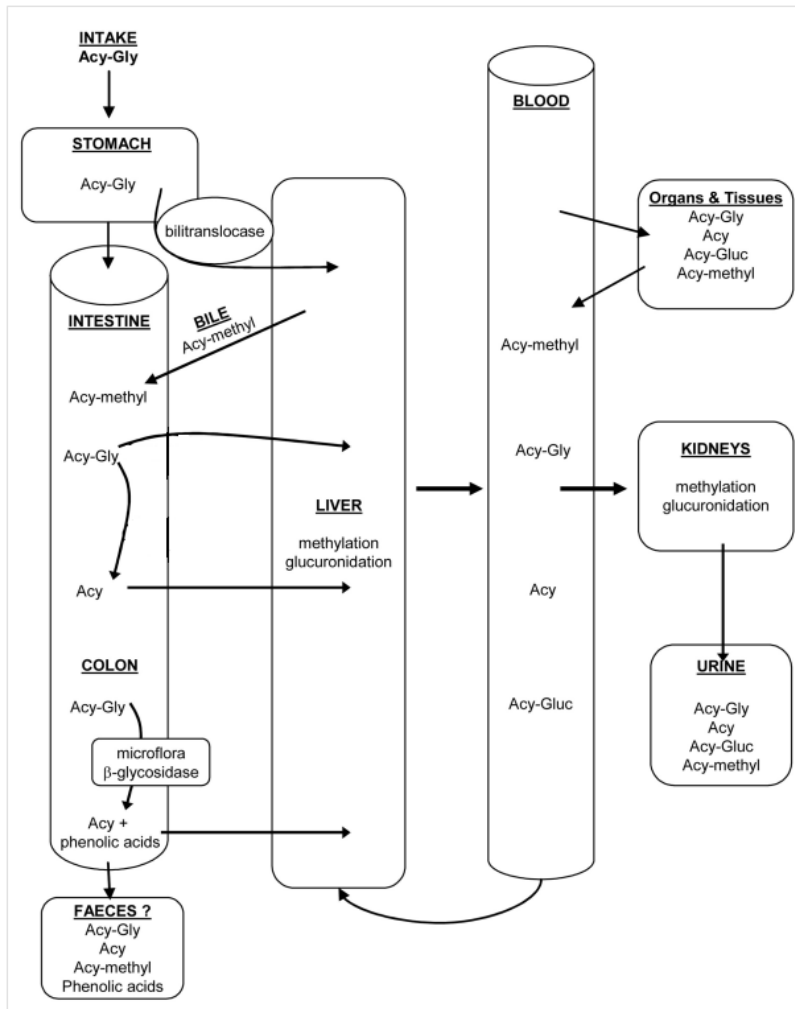 INTAKE
Acy-Gly
STOMACH
Acy-Gly
bilitranslocase
INTESTINE
BILE
Acy-methyl
Acy-methyl
Acy-Gly
Acy
COLON
Acy-Gly
microflora
β-glycosidase
Acy +
phenolic acids
FAECES ?
Acy-Gly
Acy
Acy-methyl
Phenolic acids
LIVER
methylation
glucuronidation
BLOOD
Acy-methyl
Acy-Gly
Acy
Acy-Gluc
Organs & Tissues
Acy-Gly
Acy
Acy-Gluc
Acy-methyl
KIDNEYS
methylation
glucuronidation
URINE
Acy-Gly
Acy
Acy-Gluc
Acy-methyl